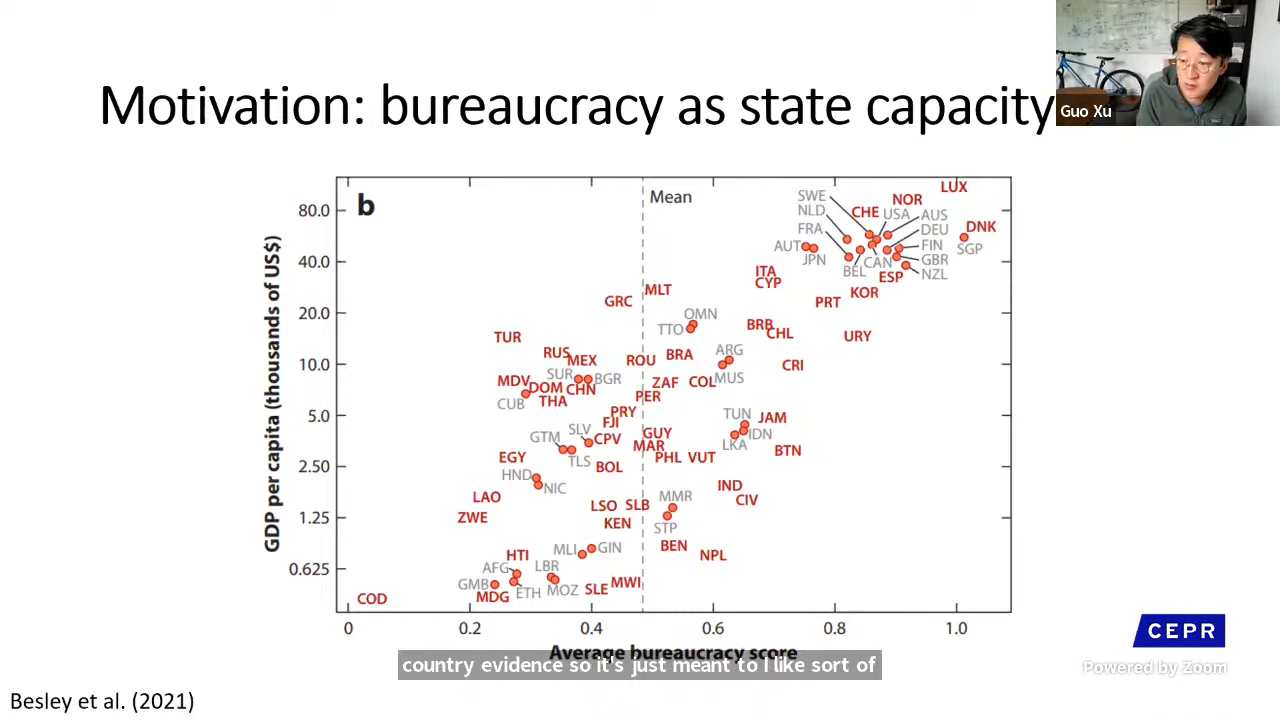 Motivation: bureaucracy as state capacity
Guo Xu
b
Mean
GDP per capita (thousands of US$)
80.0
40.0
20.0
10.0
5.0
2.50
1.25
0.625
0
0.2
0.4
0.6
0.8
1.0
LUX
SWE
NOR
NLD
CHE
USA
AUS
FRA
DNK
DEU
AUT
FIN
SGP
JPN
CAN
GBR
BEL
ITA
ESP
NZL
CYP
MLT
KOR
GRC
PRT
OMN
TTO
BRB
CHL
TUR
URY
RUS
MEX
ROU
BRA
ARG
CRI
SUR
BGR
MUS
MDV
DOM
CHN
ZAF
COL
CUB
THA
PER
PRY
TUN
JAM
FJI
SLV
GTM
CPV
GUY
IDN
MAR
LKA
BTN
EGY
TLS
BOL
PHL
VUT
HND
NIC
IND
LAO
MMR
CIV
LSO
SLB
ZWE
KEN
STP
BEN
MLI
GIN
HTI
NPL
AFG
LBR
GMB
ETH
MOZ
SLE
MWI
MDG
COD
Average bureaucracy score
country evidence so it's just meant to I like sort of
CEPR
Powered by Zoom
Besley et al. (2021)